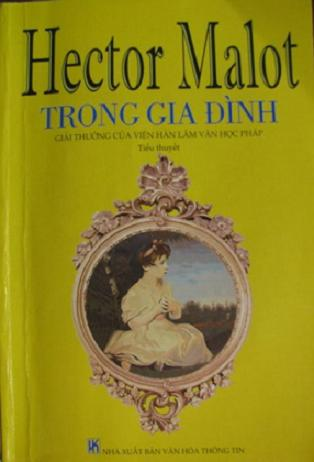 Hector Malot
TRONG GIA ĐÌNH
GIẢI THƯỞNG CỦA VIỆN HÀN LÂM VĂN HỌC PHÁP
Tiểu thuyết
NHÀ XUẤT BẢN VĂN HÓA THÔNG TIN